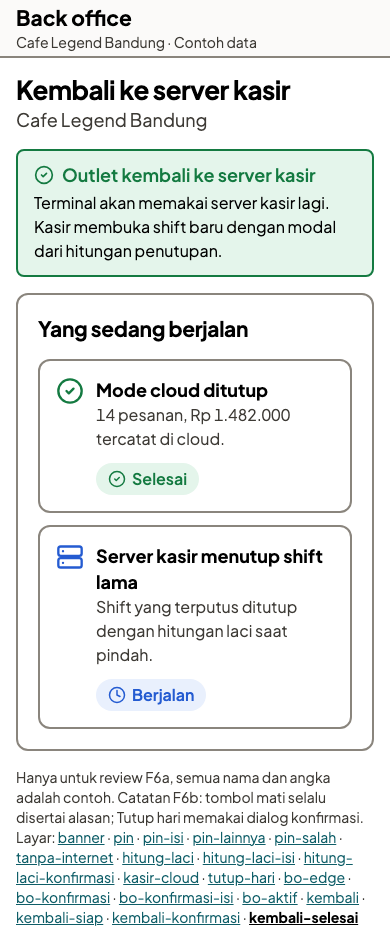 Back office
Cafe Legend Bandung · Contoh data
Kembali ke server kasir
Cafe Legend Bandung
Outlet kembali ke server kasir
Terminal akan memakai server kasir lagi.
Kasir membuka shift baru dengan modal
dari hitungan penutupan.
Yang sedang berjalan
Mode cloud ditutup
14 pesanan, Rp 1.482.000
tercatat di cloud.
Selesai
Server kasir menutup shift
lama
Shift yang terputus ditutup
dengan hitungan laci saat
pindah.
Berjalan
Hanya untuk review F6a, semua nama dan angka
adalah contoh. Catatan F6b: tombol mati selalu
disertai alasan; Tutup hari memakai dialog konfirmasi.
Layar: banner · pin · pin-isi · pin-lainnya · pin-salah ·
tanpa-internet · hitung-laci · hitung-laci-isi · hitung-
laci-konfirmasi · kasir-cloud · tutup-hari · bo-edge ·
bo-konfirmasi · bo-konfirmasi-isi · bo-aktif · kembali ·
kembali-siap · kembali-konfirmasi · kembali-selesai